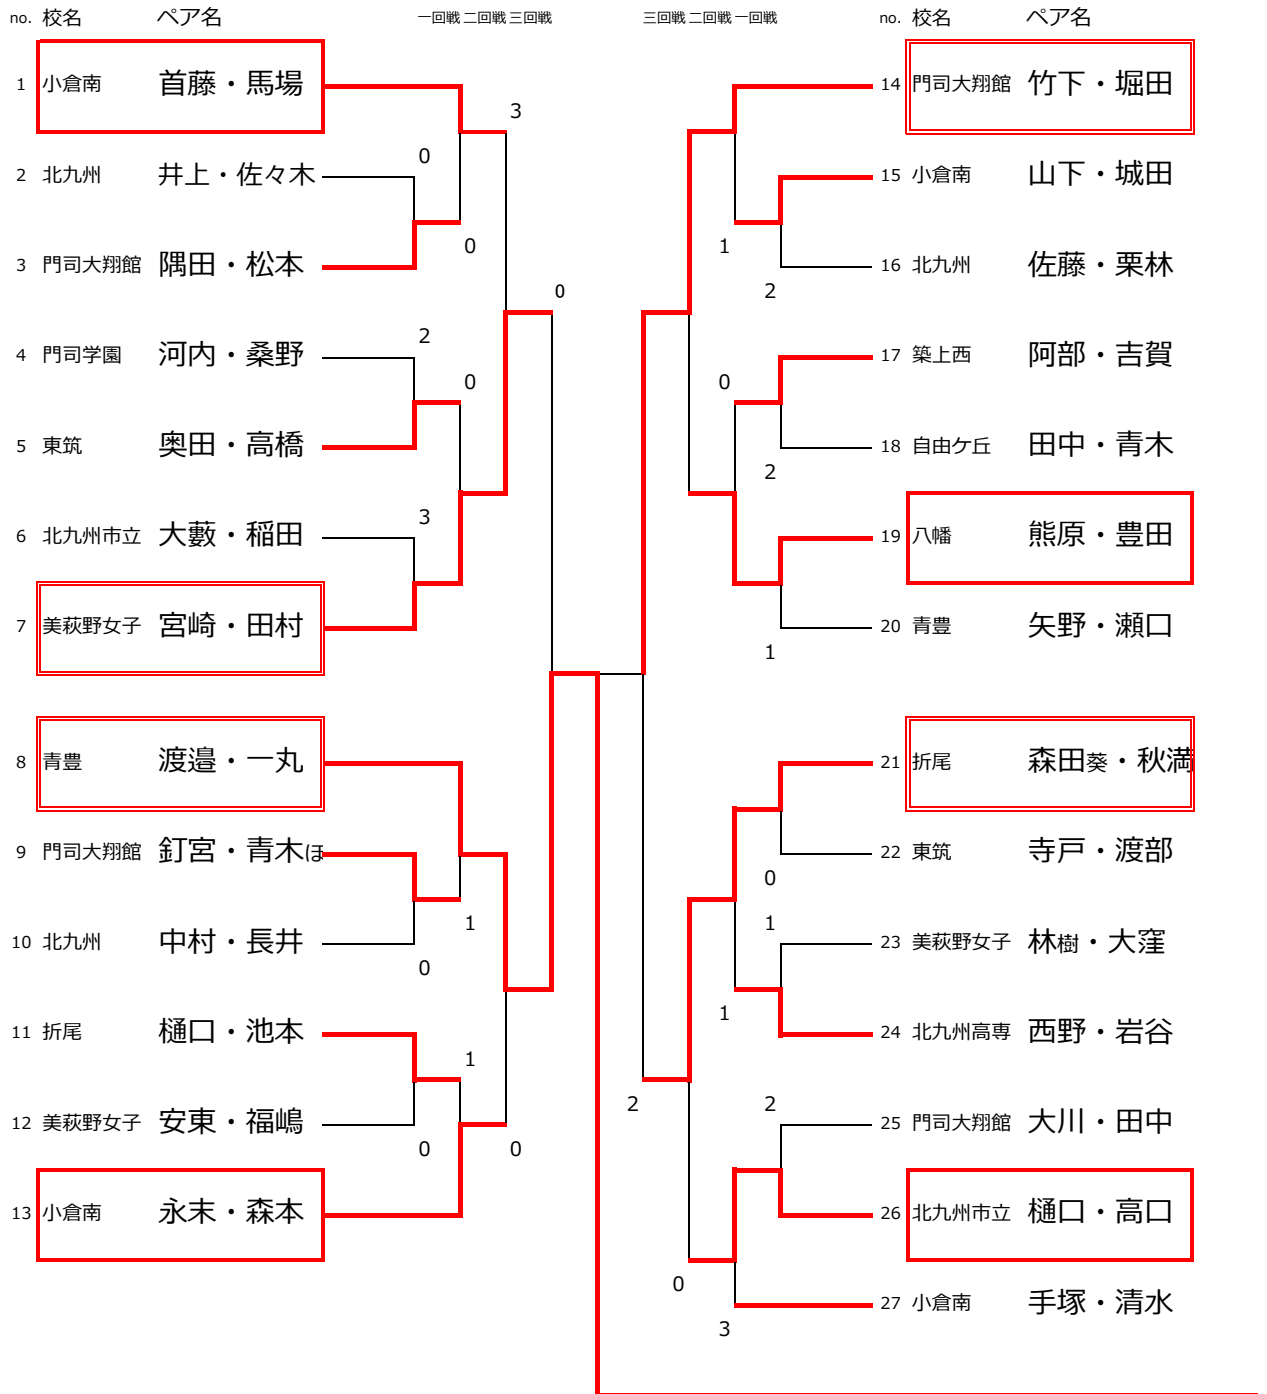 no. 校名 ペア名 一回戦 二回戦 三回戦 三回戦 二回戦 一回戦 no. 校名 ペア名
1 小倉南 首藤・馬場 14 門司大翔館 竹下・堀田
3
0
2 北九州 井上・佐々木 15 小倉南 山下・城田
0 1
3 門司大翔館 隅田・松本 16 北九州 佐藤・栗林
0 2
2
4 門司学園 河内・桑野 17 築上西 阿部・吉賀
0 0
5 東筑 奥田・高橋 18 自由ケ丘 田中・青木
2
3
6 北九州市立 大藪・稲田 19 八幡 熊原・豊田
7 美萩野女子 宮崎・田村 20 青豊 矢野・瀬口
1
8 青豊 渡邉・一丸 21 折尾 森田葵・秋満
9 門司大翔館 釘宮・青木ほ 22 東筑 寺戸・渡部
0
1 1
10 北九州 中村・長井 23 美萩野女子 林樹・大窪
0
1
11 折尾 樋口・池本 24 北九州高専 西野・岩谷
1
2 2
12 美萩野女子 安東・福嶋 25 門司大翔館 大川・田中
0 0
13 小倉南 永末・森本 26 北九州市立 樋口・高口
0
27 小倉南 手塚・清水
3